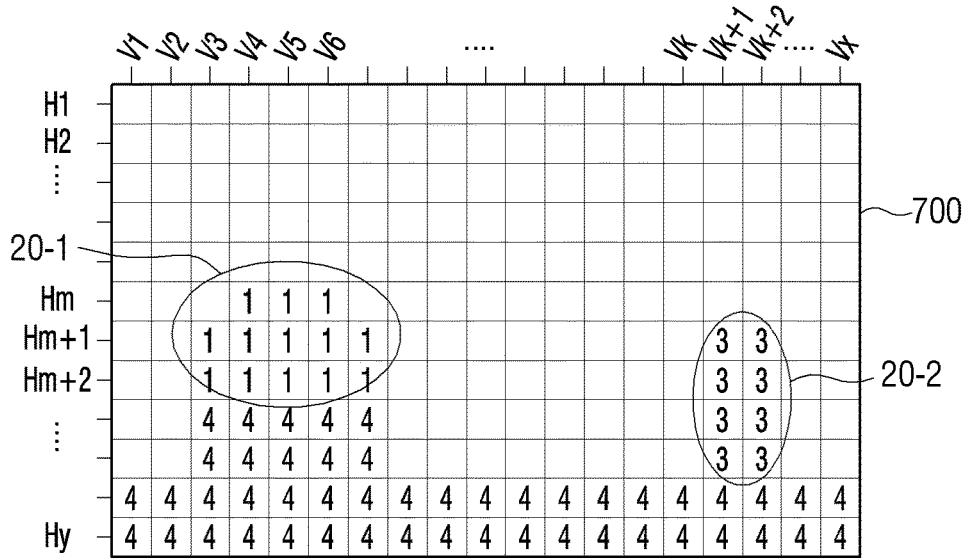 V1 V2 V3 V4 V5 V6 .... Vk Vk+1 Vk+2 .... Vx
H1
H2
....
700
20-1
Hm 1 1 1
Hm+1 1 1 1 1 1 3 3
Hm+2 1 1 1 1 1 3 3 20-2
.... 4 4 4 4 4 3 3
4 4 4 4 4 3 3
4 4 4 4 4 4 4 4 4 4 4 4 4 4 4 4 4 4 4
Hy 4 4 4 4 4 4 4 4 4 4 4 4 4 4 4 4 4 4 4